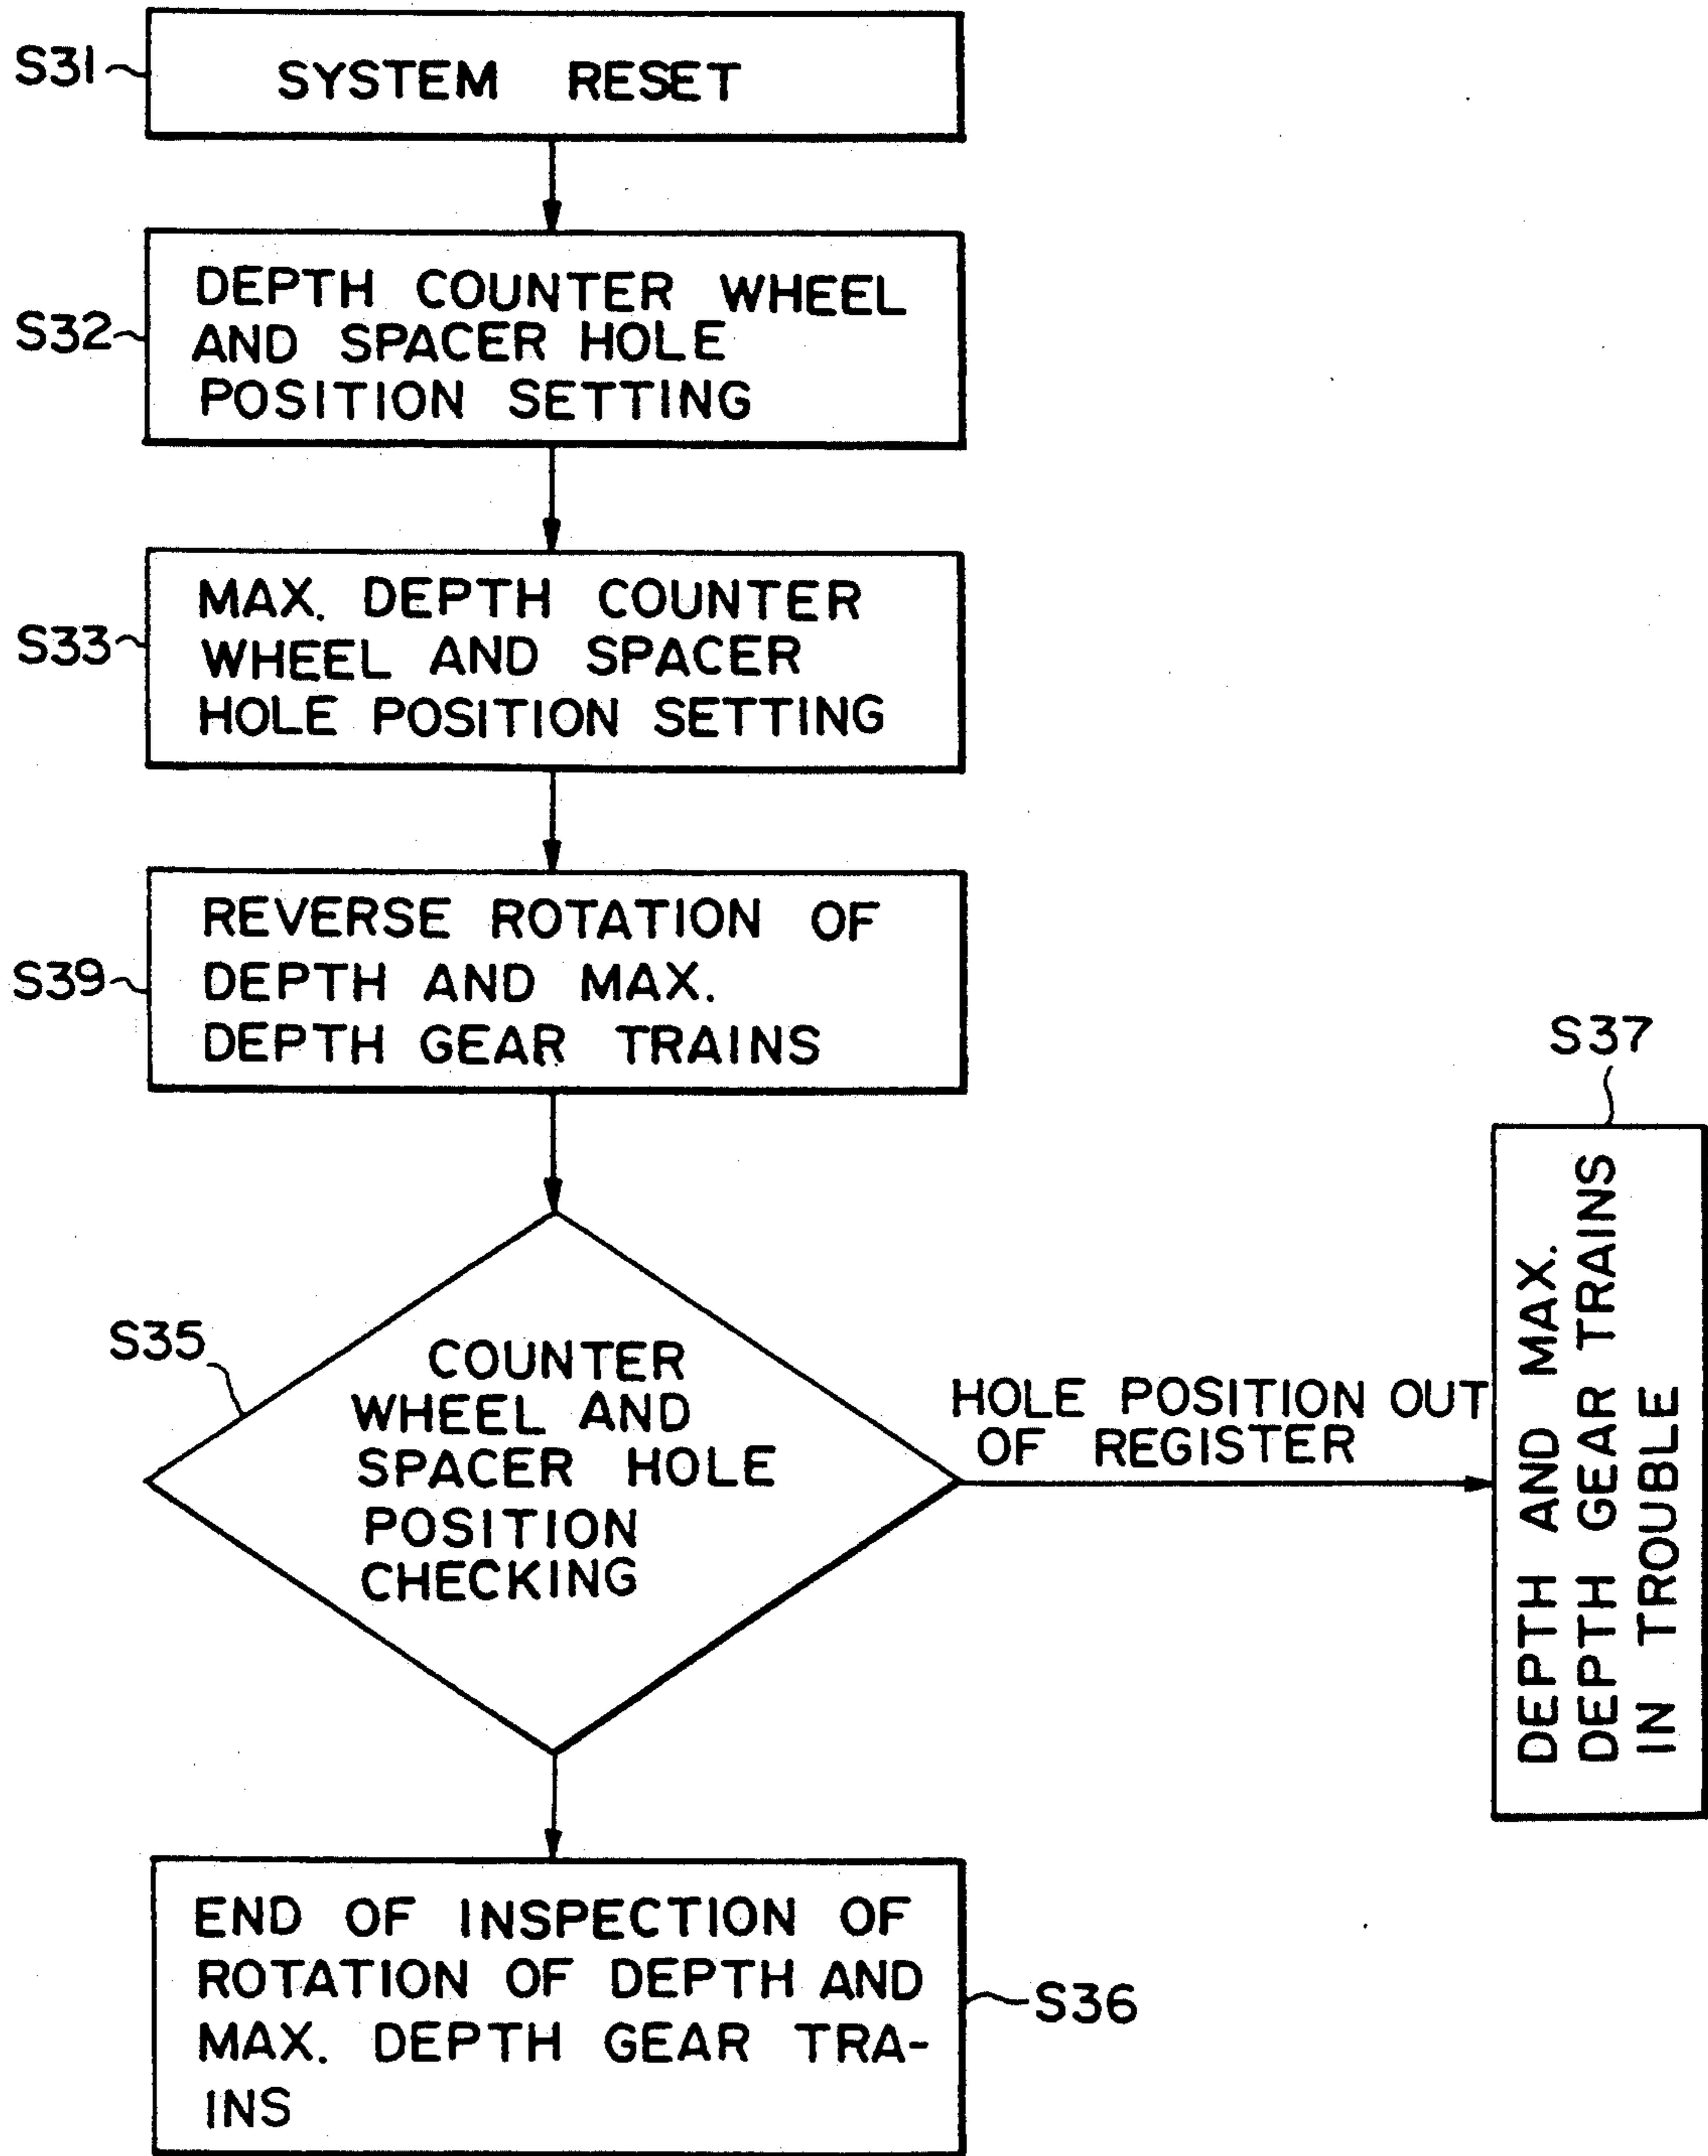 S31
SYSTEM RESET
S32
DEPTH COUNTER WHEEL
AND SPACER HOLE
POSITION SETTING
S33
MAX. DEPTH COUNTER
WHEEL AND SPACER
HOLE POSITION SETTING
S39
REVERSE ROTATION OF
DEPTH AND MAX.
DEPTH GEAR TRAINS
S35
COUNTER
WHEEL AND
SPACER HOLE
POSITION
CHECKING
HOLE POSITION OUT
OF REGISTER
S37
DEPTH AND MAX.
DEPTH GEAR TRAINS
IN TROUBLE
END OF INSPECTION OF
ROTATION OF DEPTH AND
MAX. DEPTH GEAR TRA-
INS
S36